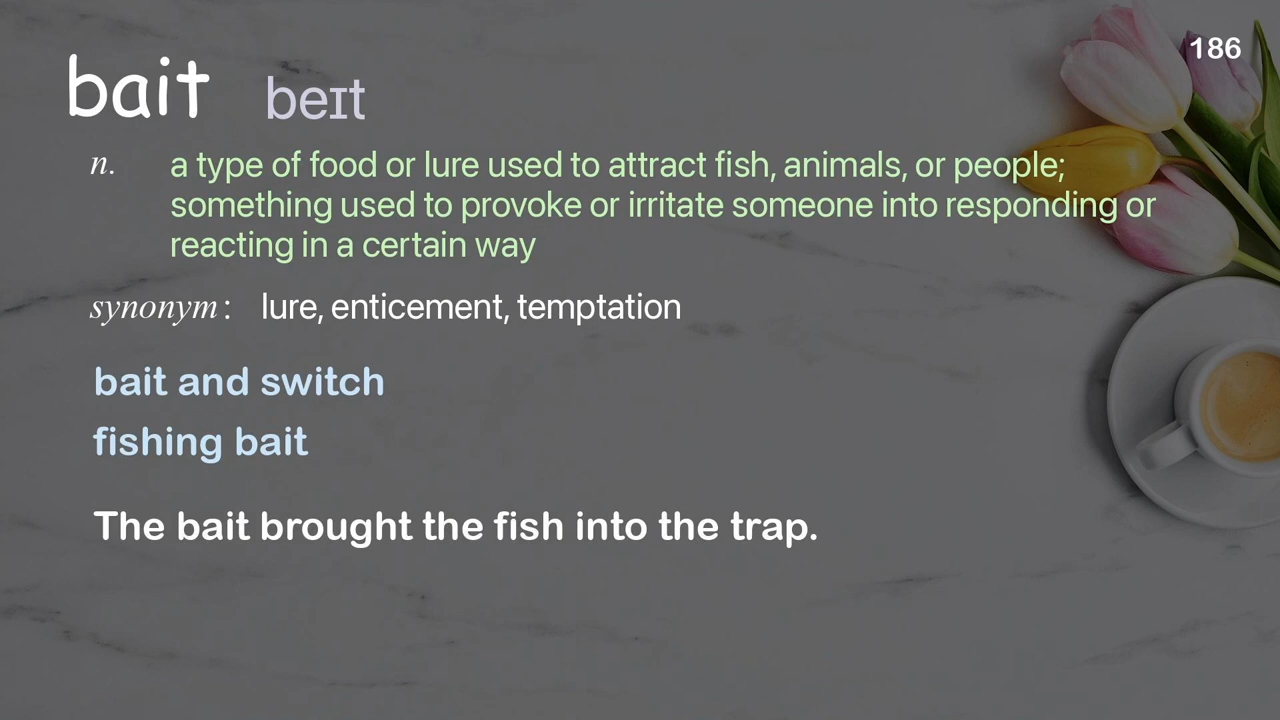 186
bait beɪt
n. a type of food or lure used to attract fish, animals, or people;
something used to provoke or irritate someone into responding or
reacting in a certain way
synonym: lure, enticement, temptation
bait and switch
fishing bait
The bait brought the fish into the trap.